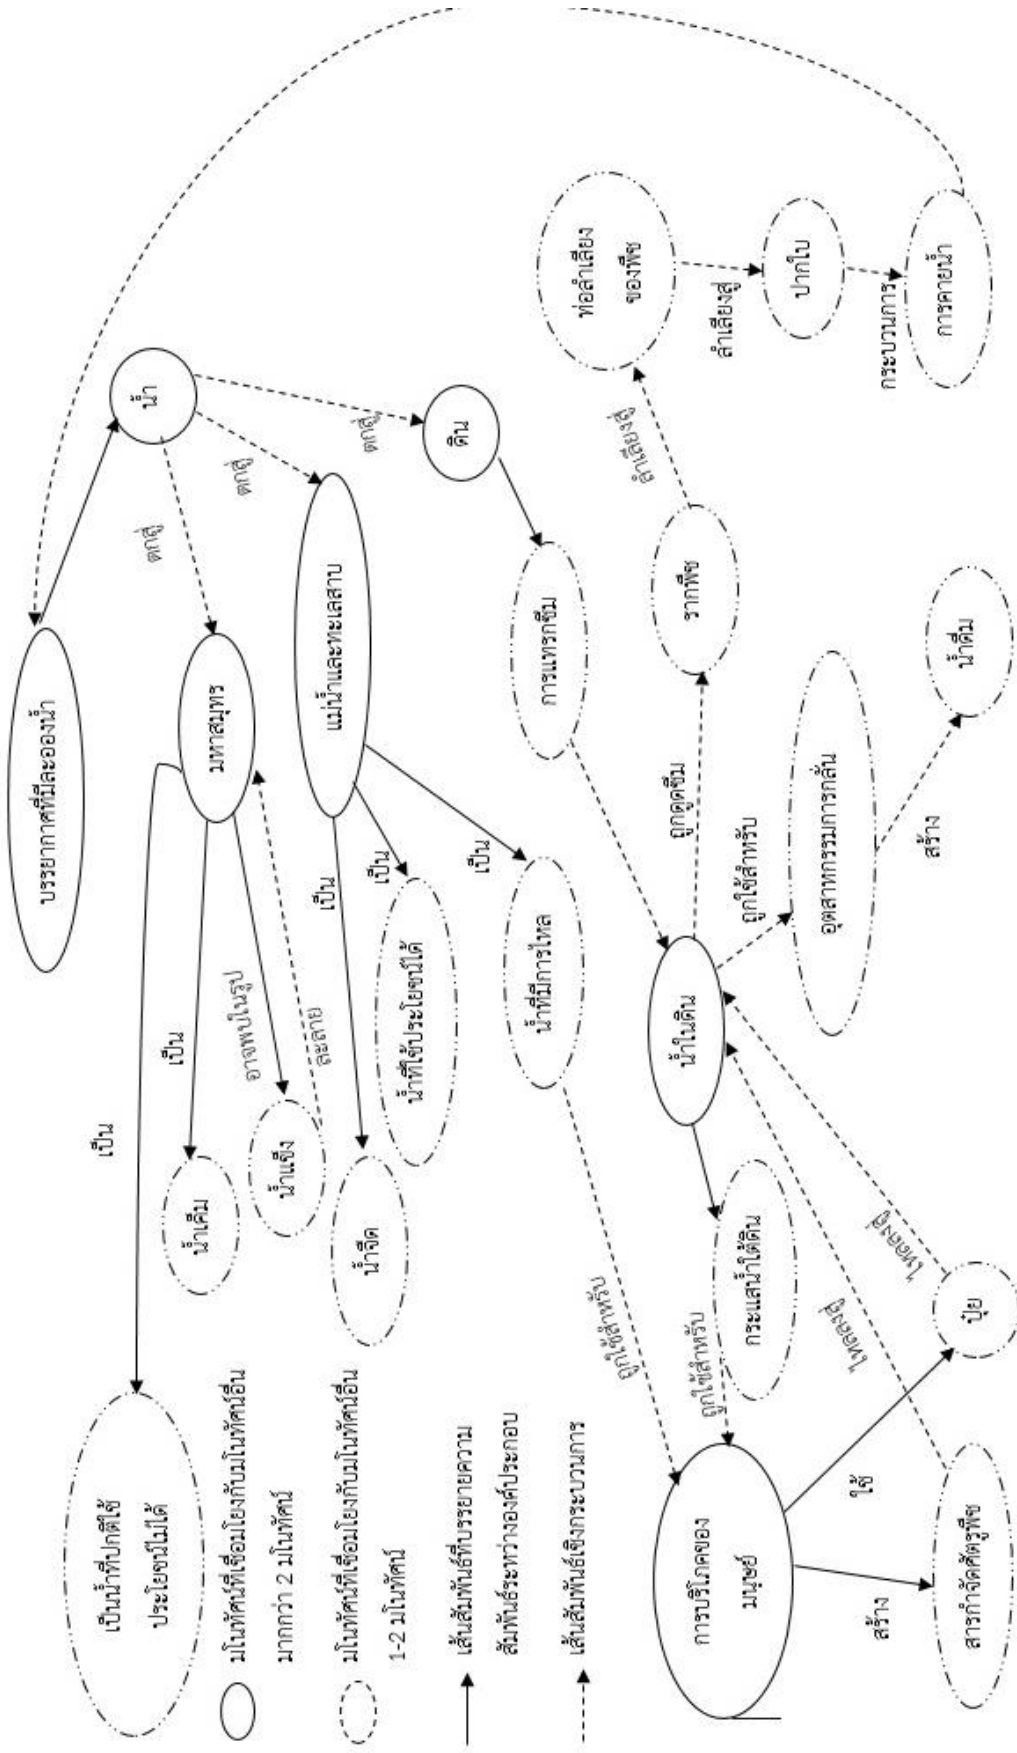 บรรยากาศที่มีละอองน้ำ
น้ำ
ตกสู่
ตกสู่
ตกสู่
มหาสมุทร
แม่น้ำและทะเลสาบ
ดิน
เป็น
เป็น
อาจพบในรูป
ละลาย
เป็น
เป็น
เป็น
เป็นน้ำที่ปกติใช้
ประโยชน์ไม่ได้
น้ำเค็ม
น้ำแข็ง
น้ำจืด
น้ำที่ใช้ประโยชน์ได้
น้ำที่มีการไหล
การแทรกซึม
น้ำในดิน
ถูกดูดซึม
รากพืช
ลำเลียงสู่
ท่อลำเลียง
ของพืช
ลำเลียงสู่
ปากใบ
กระบวนการ
การคายน้ำ
ถูกใช้สำหรับ
อุตสาหกรรมการกลั่น
สร้าง
น้ำดื่ม
กระแสน้ำใต้ดิน
ถูกใช้สำหรับ
ถูกใช้สำหรับ
การบริโภคของ
มนุษย์
ใช้
ปุ๋ย
ไหลลงสู่
สร้าง
สารกำจัดศัตรูพืช
ไหลลงสู่
มโนทัศน์ที่เชื่อมโยงกับมโนทัศน์อื่น
มากกว่า 2 มโนทัศน์
มโนทัศน์ที่เชื่อมโยงกับมโนทัศน์อื่น
1-2 มโนทัศน์
เส้นสัมพันธ์ที่บรรยายความ
สัมพันธ์ระหว่างองค์ประกอบ
เส้นสัมพันธ์เชิงกระบวนการ